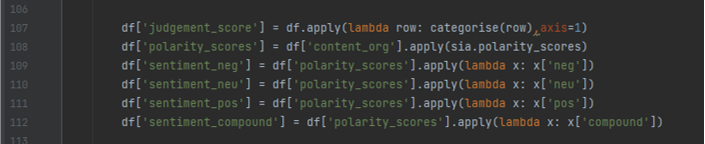 106
107 df['judgement_score'] = df.apply(lambda row: categorise(row),axis=1)
108 df['polarity_scores'] = df['content_org'].apply(sia.polarity_scores)
109 df['sentiment_neg'] = df['polarity_scores'].apply(lambda x: x['neg'])
110 df['sentiment_neu'] = df['polarity_scores'].apply(lambda x: x['neu'])
111 df['sentiment_pos'] = df['polarity_scores'].apply(lambda x: x['pos'])
112 df['sentiment_compound'] = df['polarity_scores'].apply(lambda x: x['compound'])
113